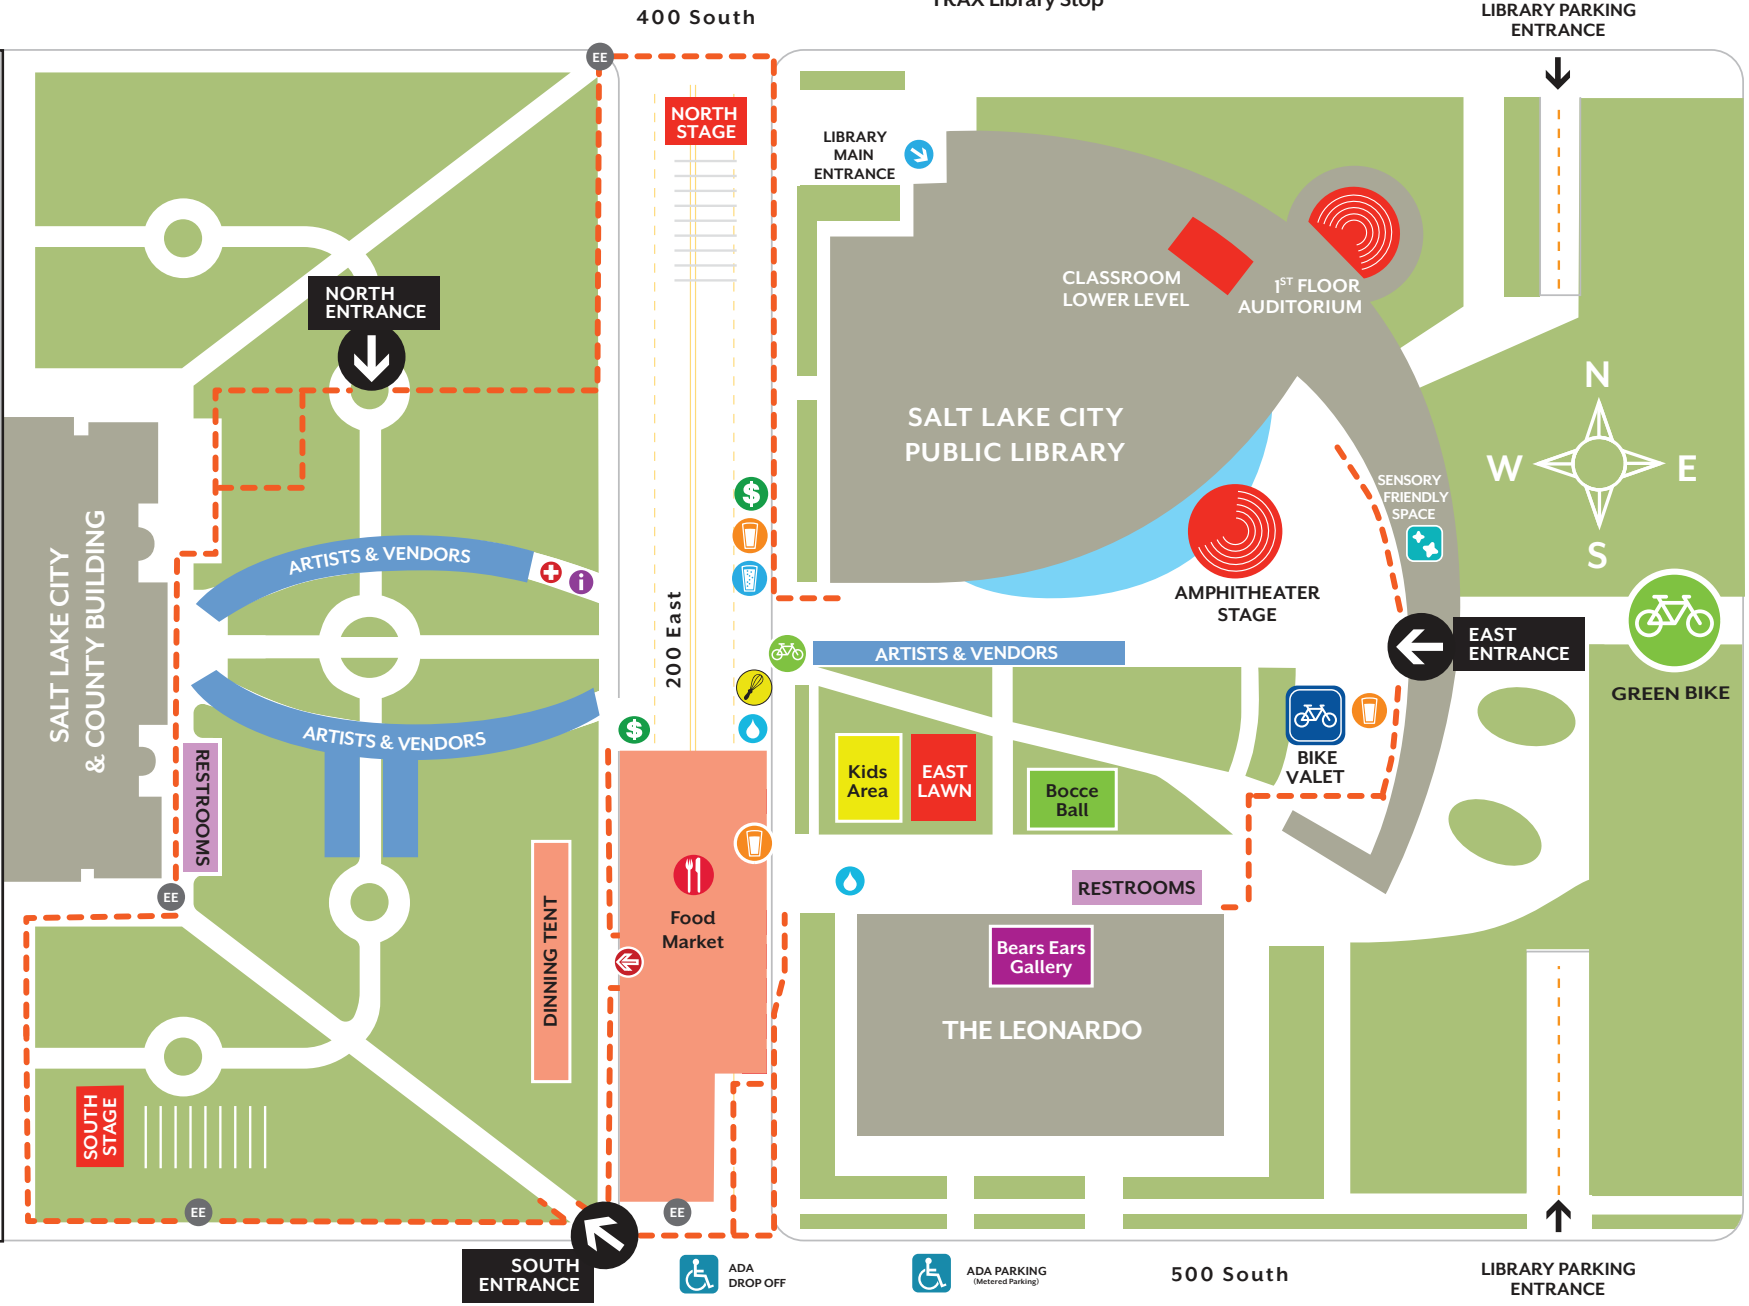 400 South
TRAX Library Stop
LIBRARY PARKING
ENTRANCE
EE
NORTH
STAGE
LIBRARY
MAIN
ENTRANCE
CLASSROOM
LOWER LEVEL
1ST FLOOR
AUDITORIUM
NORTH
ENTRANCE
SALT LAKE CITY
PUBLIC LIBRARY
N
W
E
S
SENSORY
FRIENDLY
SPACE
$
SALT LAKE CITY
& COUNTY BUILDING
ARTISTS & VENDORS
i
200 East
AMPHITHEATER
STAGE
ARTISTS & VENDORS
EAST
ENTRANCE
GREEN BIKE
ARTISTS & VENDORS
$
RESTROOMS
Kids
Area
EAST
LAWN
Bocce
Ball
BIKE
VALET
EE
DINNING TENT
Food
Market
RESTROOMS
Bears Ears
Gallery
THE LEONARDO
SOUTH
STAGE
EE
EE
SOUTH
ENTRANCE
ADA
DROP OFF
ADA PARKING
(Metered Parking)
500 South
LIBRARY PARKING
ENTRANCE